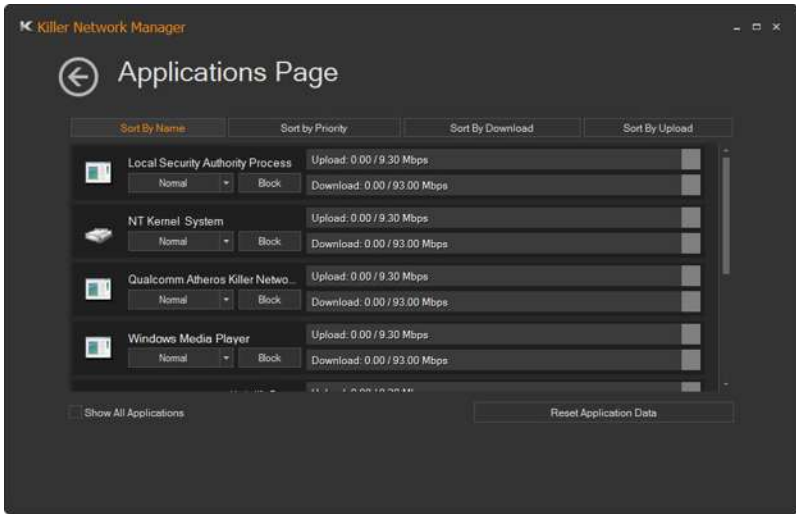 Killer Network Manager
Applications Page
Sort By Name Sort by Priority Sort By Download Sort By Upload
Local Security Authority Process Upload: 0.00 / 9.30 Mbps
Normal Block Download: 0.00 / 93.00 Mbps
NT Kernel System Upload: 0.00 / 9.30 Mbps
Normal Block Download: 0.00 / 93.00 Mbps
Qualcomm Atheros Killer Netwo... Upload: 0.00 / 9.30 Mbps
Normal Block Download: 0.00 / 93.00 Mbps
Windows Media Player Upload: 0.00 / 9.30 Mbps
Normal Block Download: 0.00 / 93.00 Mbps
Show All Applications Reset Application Data